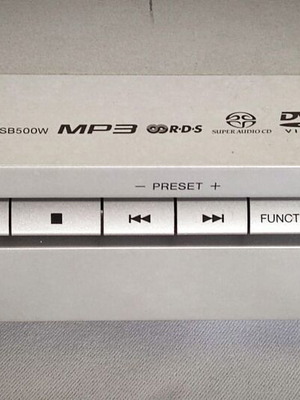 SB500W MP3 R·D·S SUPER AUDIO CD
− PRESET +
FUNCT